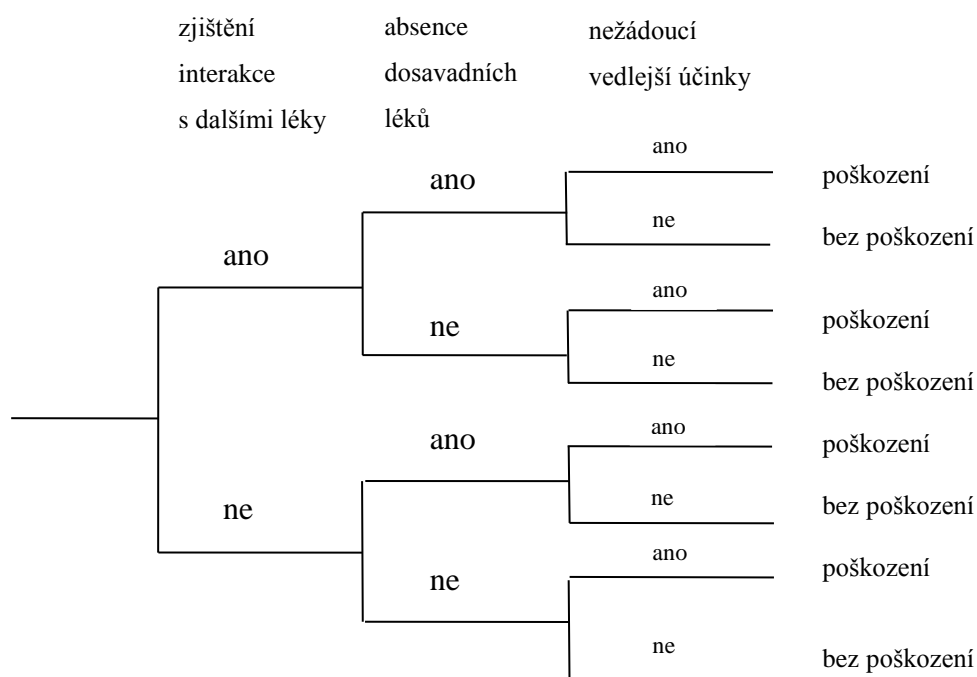 zjištění
interakce
s dalšími léky
absence
dosavadních
léků
nežádoucí
vedlejší účinky
ano
ano
poškození
ne
bez poškození
ano
ano
poškození
ne
ne
bez poškození
ano
ano
poškození
ne
ne
bez poškození
ano
poškození
ne
ne
bez poškození